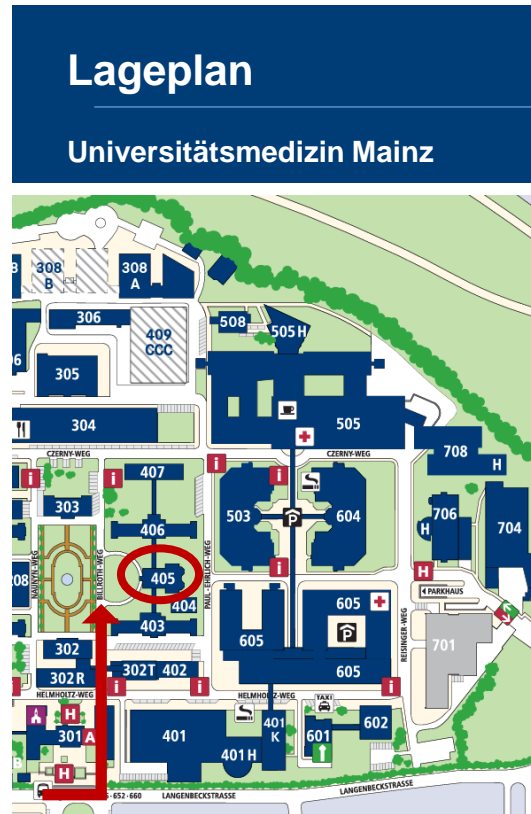 Lageplan
Universitätsmedizin Mainz
308
B
308
A
306
409
CCC
508
505H
305
304
505
CZERNY-WEG
CZERNY-WEG
i
407
i
i
708
H
303
503
P
604
406
706
H
704
NAUNYN-WEG
BILLROTH-WEG
PAUL-EHRLICH-WEG
405
i
H
PARKHAUS
404
605
403
605
P
REISINGER-WEG
701
302
302R
302T
402
605
i
i
i
i
HELMHOLTZ-WEG
HELMHOLTZ-WEG
TAXI
H
301
A
401
401
K
601
602
B
H
401H
652 · 660
LANGENBECKSTRASSE
LANGENBECKSTRASSE